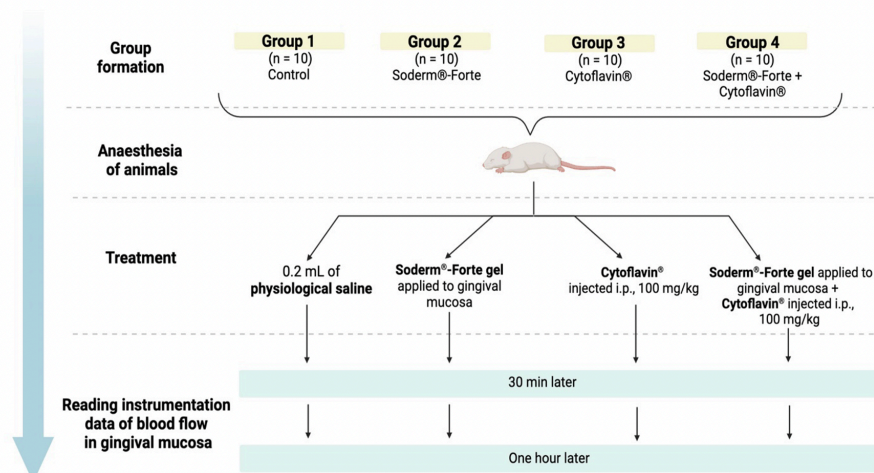 Group
formation
Group 1
(n = 10)
Control
Group 2
(n = 10)
Soderm®-Forte
Group 3
(n = 10)
Cytoflavin®
Group 4
(n = 10)
Soderm®-Forte +
Cytoflavin®
Anaesthesia
of animals
Treatment
0.2 mL of
physiological saline
Soderm®-Forte gel
applied to gingival
mucosa
Cytoflavin®
injected i.p., 100 mg/kg
Soderm®-Forte gel applied to
gingival mucosa +
Cytoflavin® injected i.p.,
100 mg/kg
30 min later
Reading instrumentation
data of blood flow
in gingival mucosa
One hour later